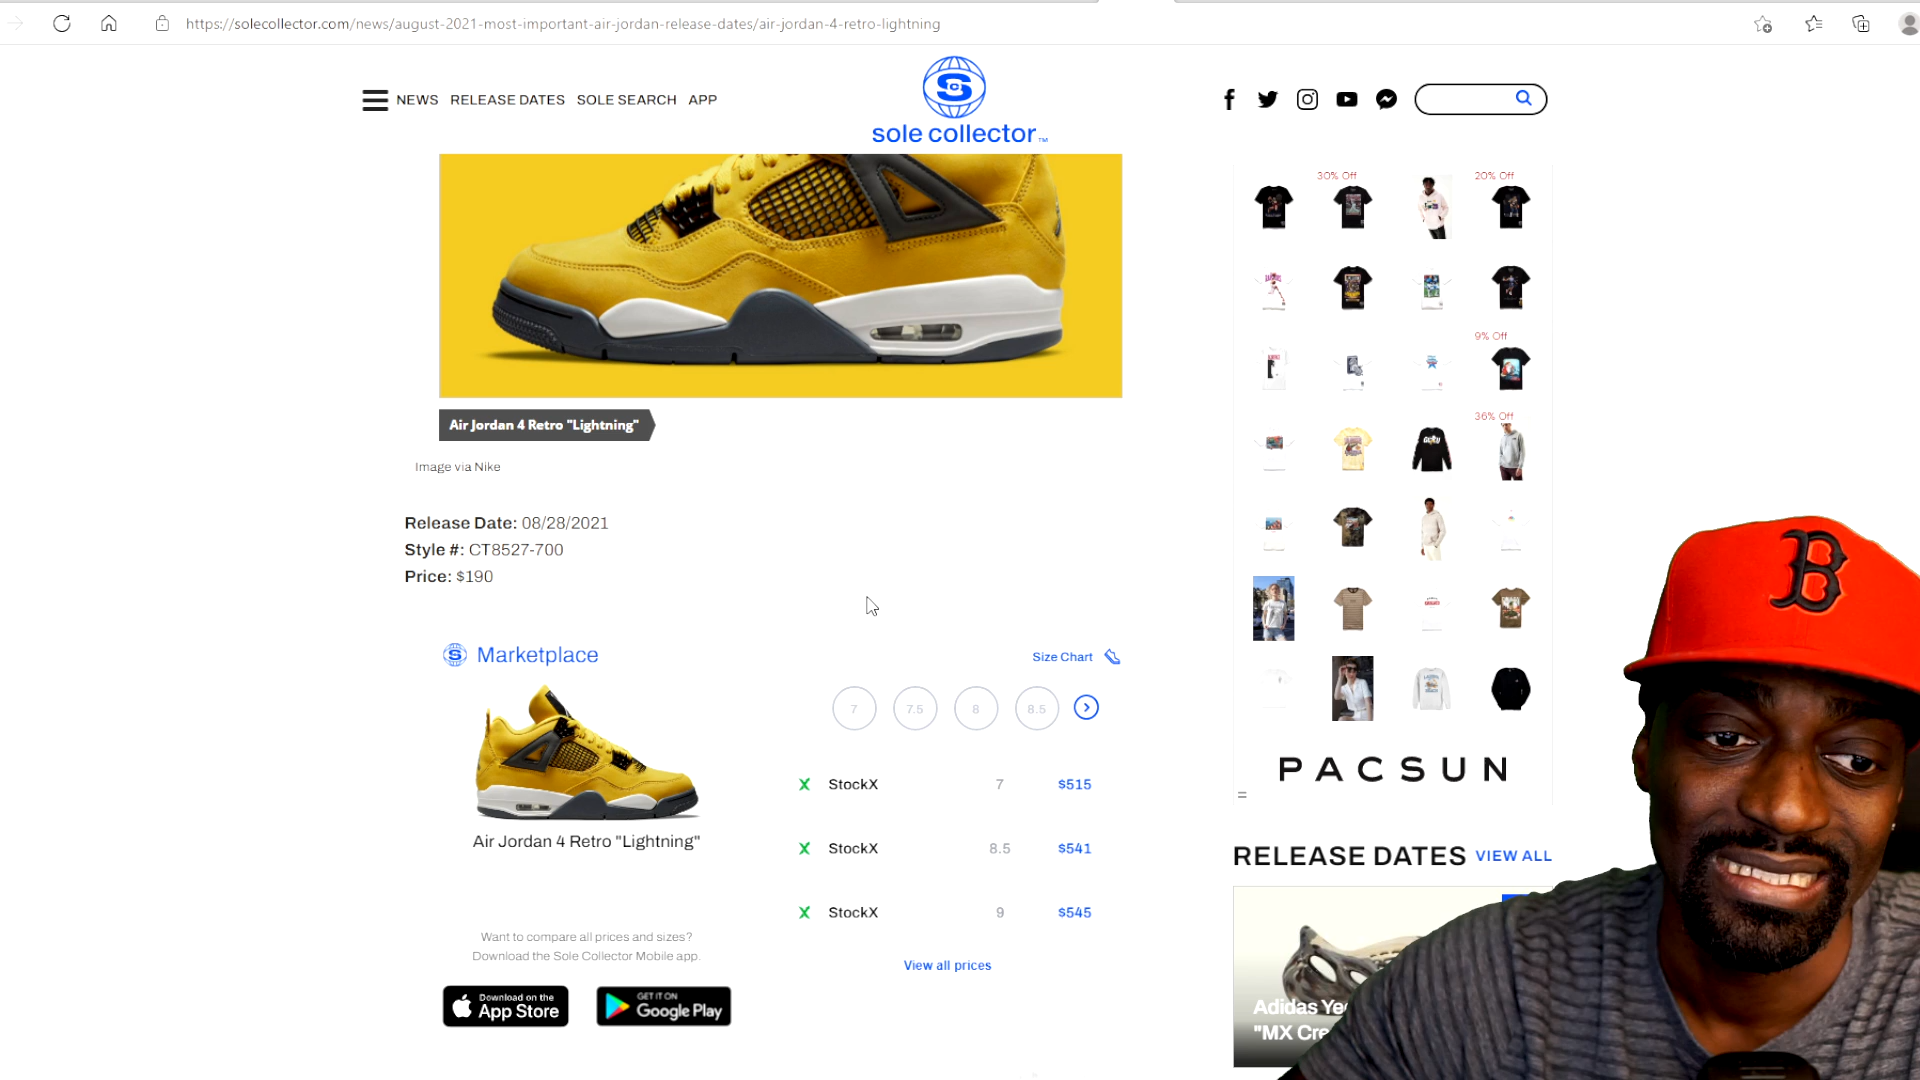 https://solecollector.com/news/august-2021-most-important-air-jordan-release-dates/air-jordan-4-retro-lightning
NEWS RELEASE DATES SOLE SEARCH APP
sole collector™
30% Off 20% Off
9% Off
36% Off
Air Jordan 4 Retro "Lightning"
Image via Nike
Release Date: 08/28/2021
Style #: CT8527-700
Price: $190
Marketplace
Size Chart
7 7.5 8 8.5
StockX 7 $515
StockX 8.5 $541
StockX 9 $545
View all prices
Air Jordan 4 Retro "Lightning"
Want to compare all prices and sizes?
Download the Sole Collector Mobile app.
Download on the
App Store
GET IT ON
Google Play
PACSUN
RELEASE DATES VIEW ALL
Adidas
"MX
B